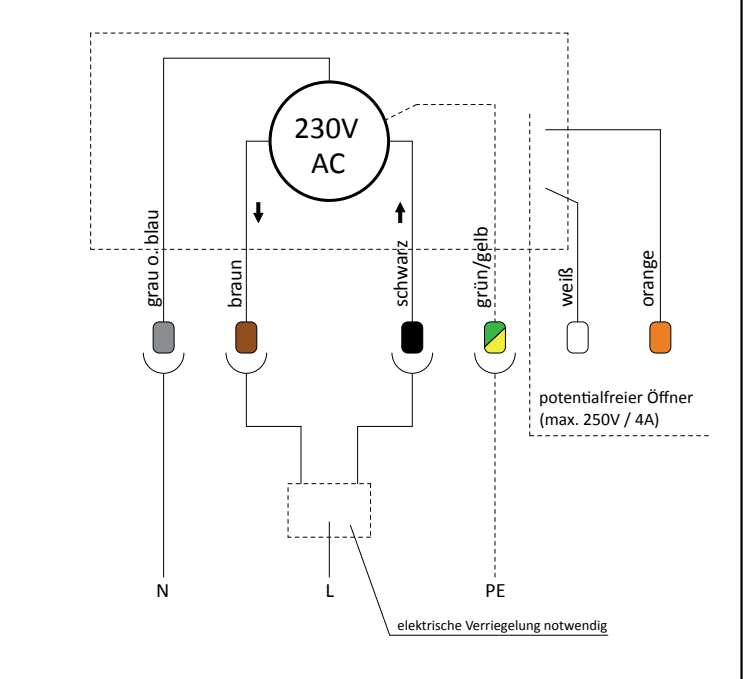 230V
AC
grau o. blau
braun
schwarz
grün/gelb
weiß
orange
potentialfreier Öffner
(max. 250V / 4A)
N
L
PE
elektrische Verriegelung notwendig